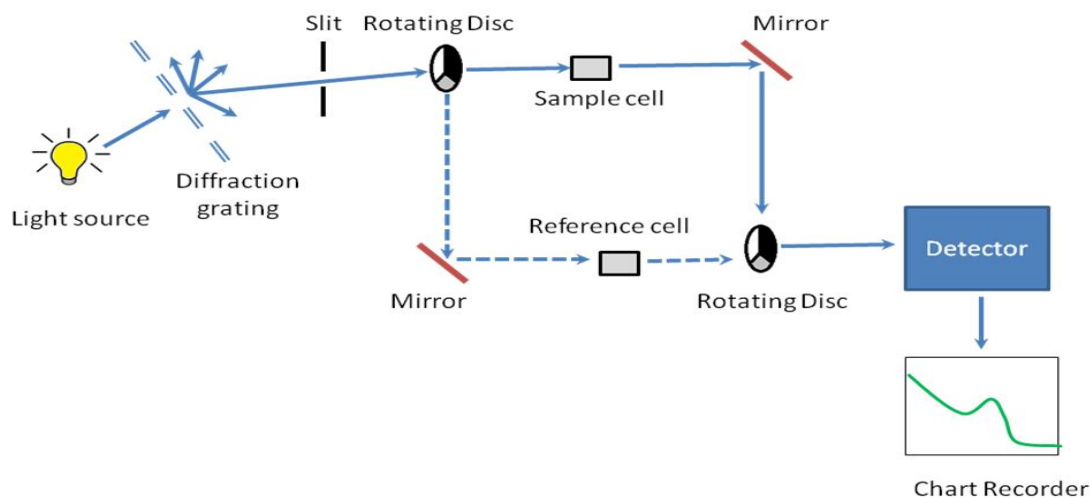 Slit
Rotating Disc
Mirror
Sample cell
Diffraction
grating
Light source
Reference cell
Mirror
Rotating Disc
Detector
Chart Recorder